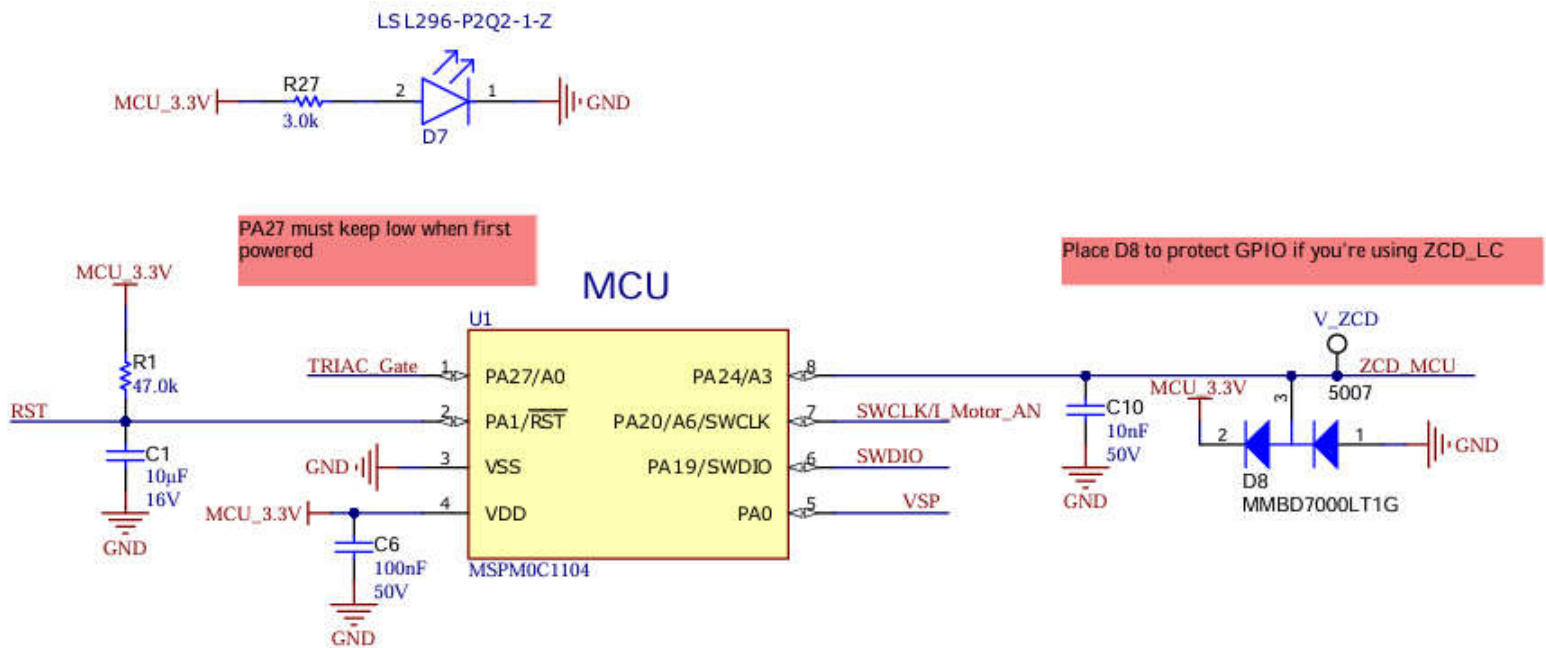 LSL296-P2Q2-1-Z
R27
MCU_3.3V
2
1
GND
3.0k
D7
PA27 must keep low when first
powered
Place D8 to protect GPIO if you're using ZCD_LC
MCU_3.3V
MCU
R1
47.0k
RST
C1
10µF
16V
GND
U1
TRIAC_Gate
1
PA27/A0
2
PA1/RST
GND
3
VSS
MCU_3.3V
4
VDD
PA24/A3
8
PA20/A6/SWCLK
7
SWCLK/I_Motor_AN
PA19/SWDIO
6
SWDIO
PA0
5
VSP
MSPM0C1104
C6
100nF
50V
GND
V_ZCD
ZCD_MCU
5007
C10
10nF
50V
GND
MCU_3.3V
3
2
1
GND
D8
MMBD7000LT1G